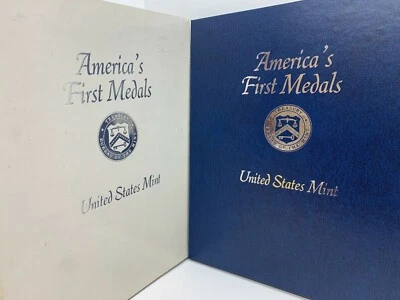 America's
First Medals
United States Mint
America's
First Medals
United States Mint